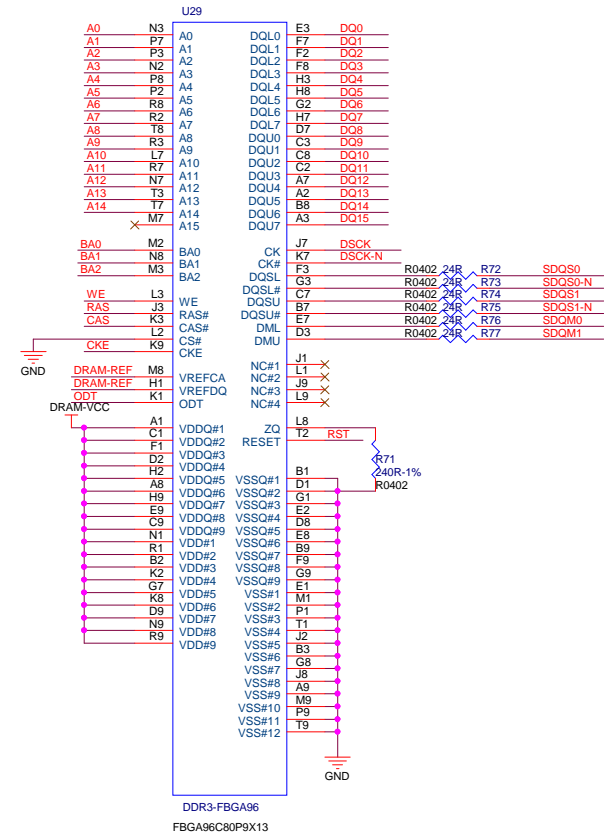 U29
A0 N3 A0 DQL0 E3 DQ0
A1 P7 A1 DQL1 F7 DQ1
A2 P3 A2 DQL2 F2 DQ2
A3 N2 A3 DQL3 F8 DQ3
A4 P8 A4 DQL4 H3 DQ4
A5 P2 A5 DQL5 H8 DQ5
A6 R8 A6 DQL6 G2 DQ6
A7 R2 A7 DQL7 H7 DQ7
A8 T8 A8 DQU0 D7 DQ8
A9 R3 A9 DQU1 C3 DQ9
A10 L7 A10 DQU2 C8 DQ10
A11 R7 A11 DQU3 C2 DQ11
A12 N7 A12 DQU4 A7 DQ12
A13 T3 A13 DQU5 A2 DQ13
A14 T7 A14 DQU6 B8 DQ14
M7 A15 DQU7 A3 DQ15
BA0 M2 BA0 CK J7 DSCK
BA1 N8 BA1 CK# K7 DSCK-N
BA2 M3 BA2 DQSL F3 R0402 24R R72 SDQS0
DQSL# G3 R0402 24R R73 SDQS0-N
WE L3 WE DQSU C7 R0402 24R R74 SDQS1
RAS J3 RAS# DQSU# B7 R0402 24R R75 SDQS1-N
CAS K3 CAS# DML E7 R0402 24R R76 SDQM0
L2 CS# DMU D3 R0402 24R R77 SDQM1
CKE K9 CKE
GND
NC#1 J1
DRAM-REF M8 VREFCA NC#2 L1
DRAM-REF H1 VREFDQ NC#3 J9
ODT K1 ODT NC#4 L9
DRAM-VCC
A1 VDDQ#1 ZQ L8
C1 VDDQ#2 RESET T2 RST
F1 VDDQ#3
D2 VDDQ#4
R71
240R-1%
R0402
H2 VDDQ#5 VSSQ#1 B1
A8 VDDQ#6 VSSQ#2 D1
H9 VDDQ#7 VSSQ#3 G1
E9 VDDQ#8 VSSQ#4 E2
C9 VDDQ#9 VSSQ#5 D8
N1 VDD#1 VSSQ#6 E8
R1 VDD#2 VSSQ#7 B9
B2 VDD#3 VSSQ#8 F9
K2 VDD#4 VSSQ#9 G9
G7 VDD#5 VSS#1 E1
K8 VDD#6 VSS#2 M1
D9 VDD#7 VSS#3 P1
N9 VDD#8 VSS#4 T1
R9 VDD#9 VSS#5 J2
VSS#6 B3
VSS#7 G8
VSS#8 J8
VSS#9 A9
VSS#10 M9
VSS#11 P9
VSS#12 T9
GND
DDR3-FBGA96
FBGA96C80P9X13